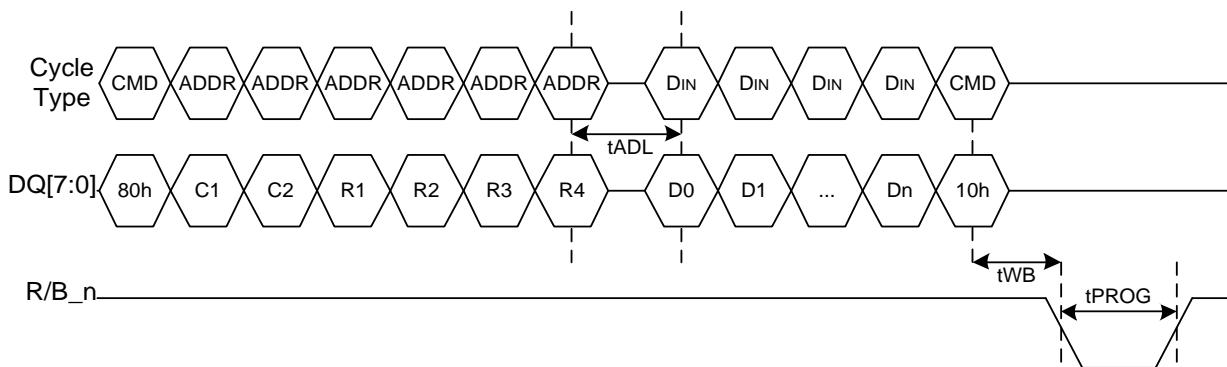 Cycle Type CMD ADDR ADDR ADDR ADDR ADDR ADDR DIN DIN DIN DIN CMD
tADL
DQ[7:0] 80h C1 C2 R1 R2 R3 R4 D0 D1 ... Dn 10h
tWB
R/B_n tPROG